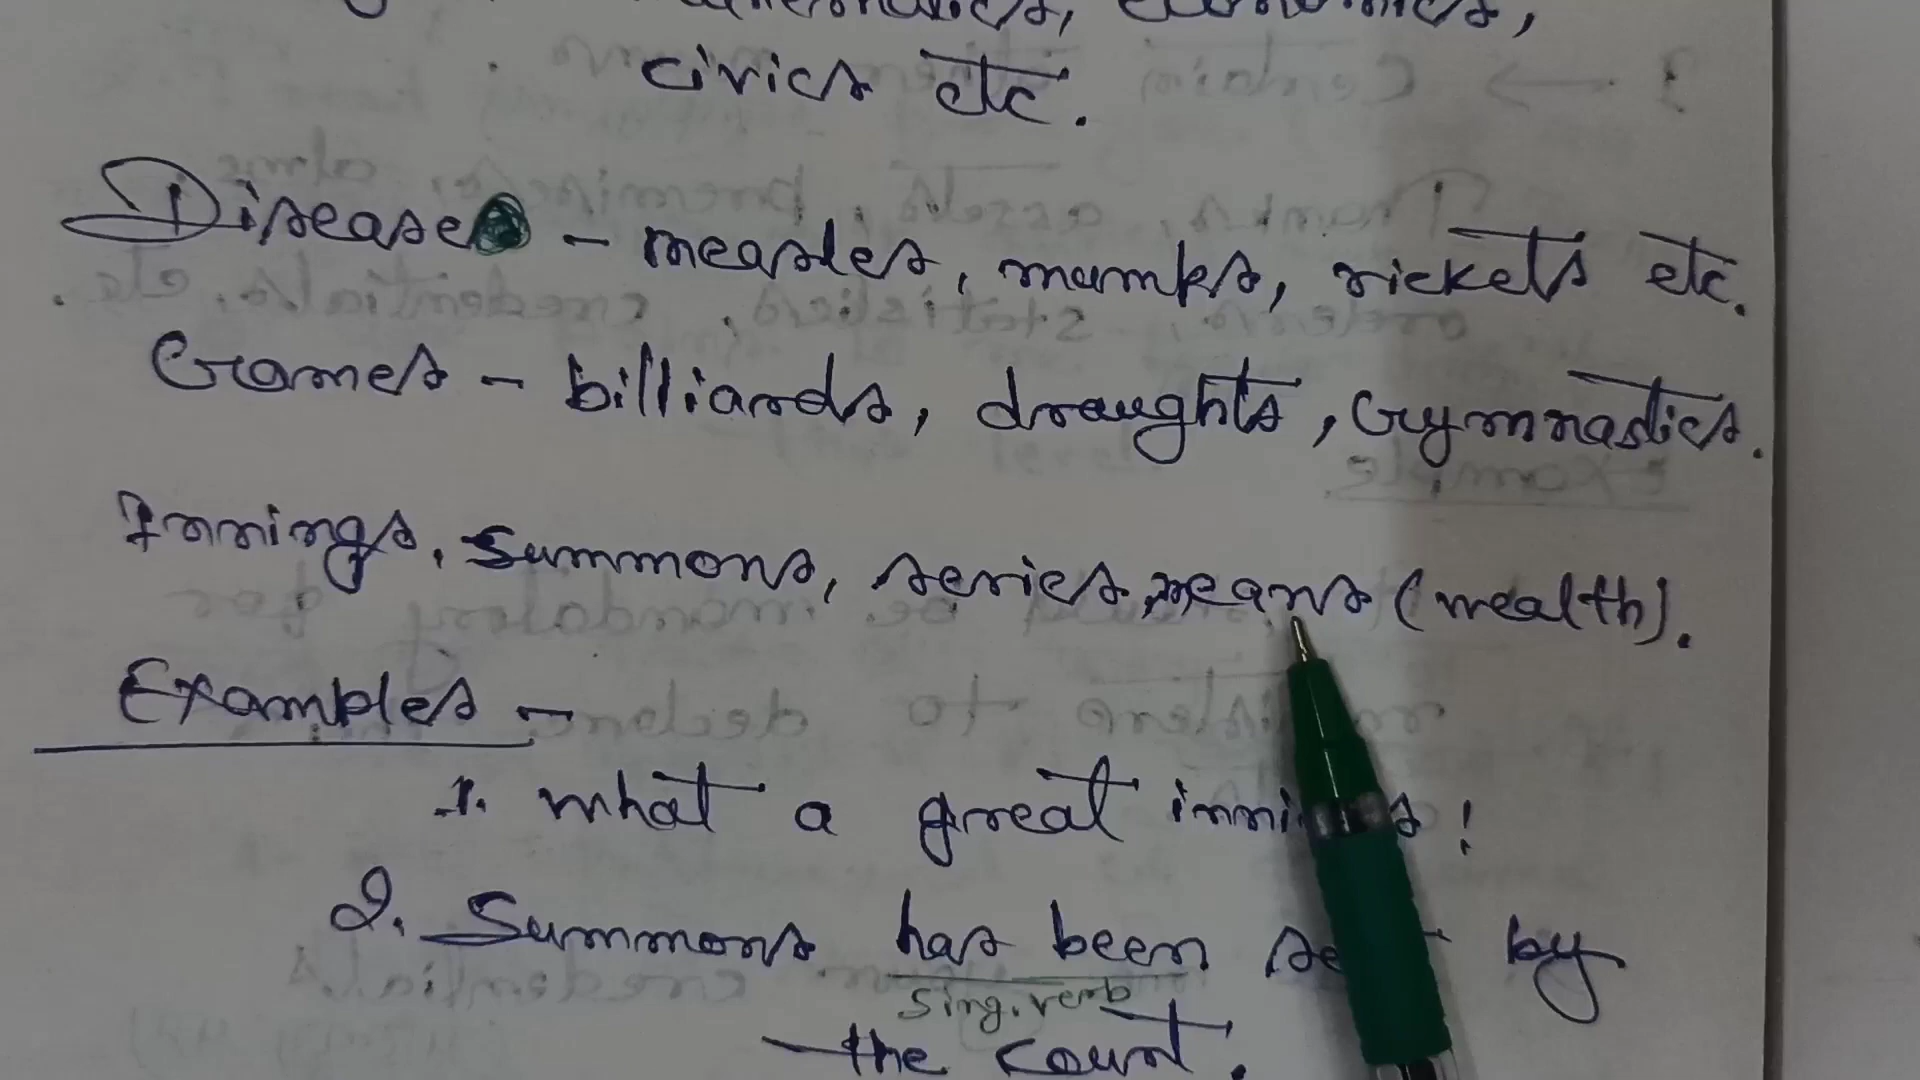 civics etc.
Diseases - measles, mumps, rickets etc.
Games - billiards, draughts, Gymnastics.
Innings, Summons, series, means (wealth).
Examples -
1. what a great innings!
2. Summons has been by
sing. verb
the court.